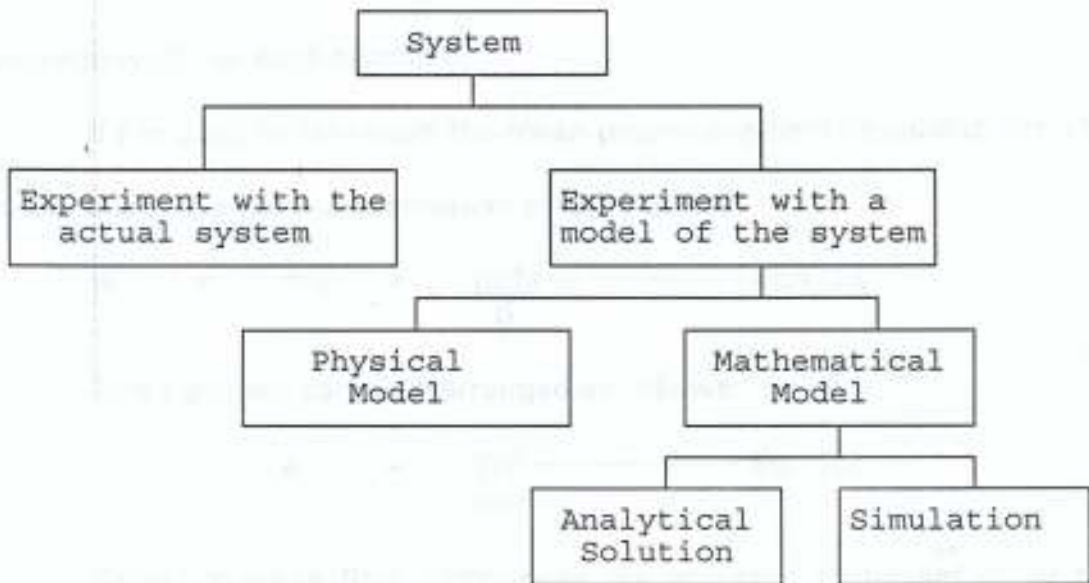 System
Experiment with the
actual system
Experiment with a
model of the system
Physical
Model
Mathematical
Model
Analytical
Solution
Simulation